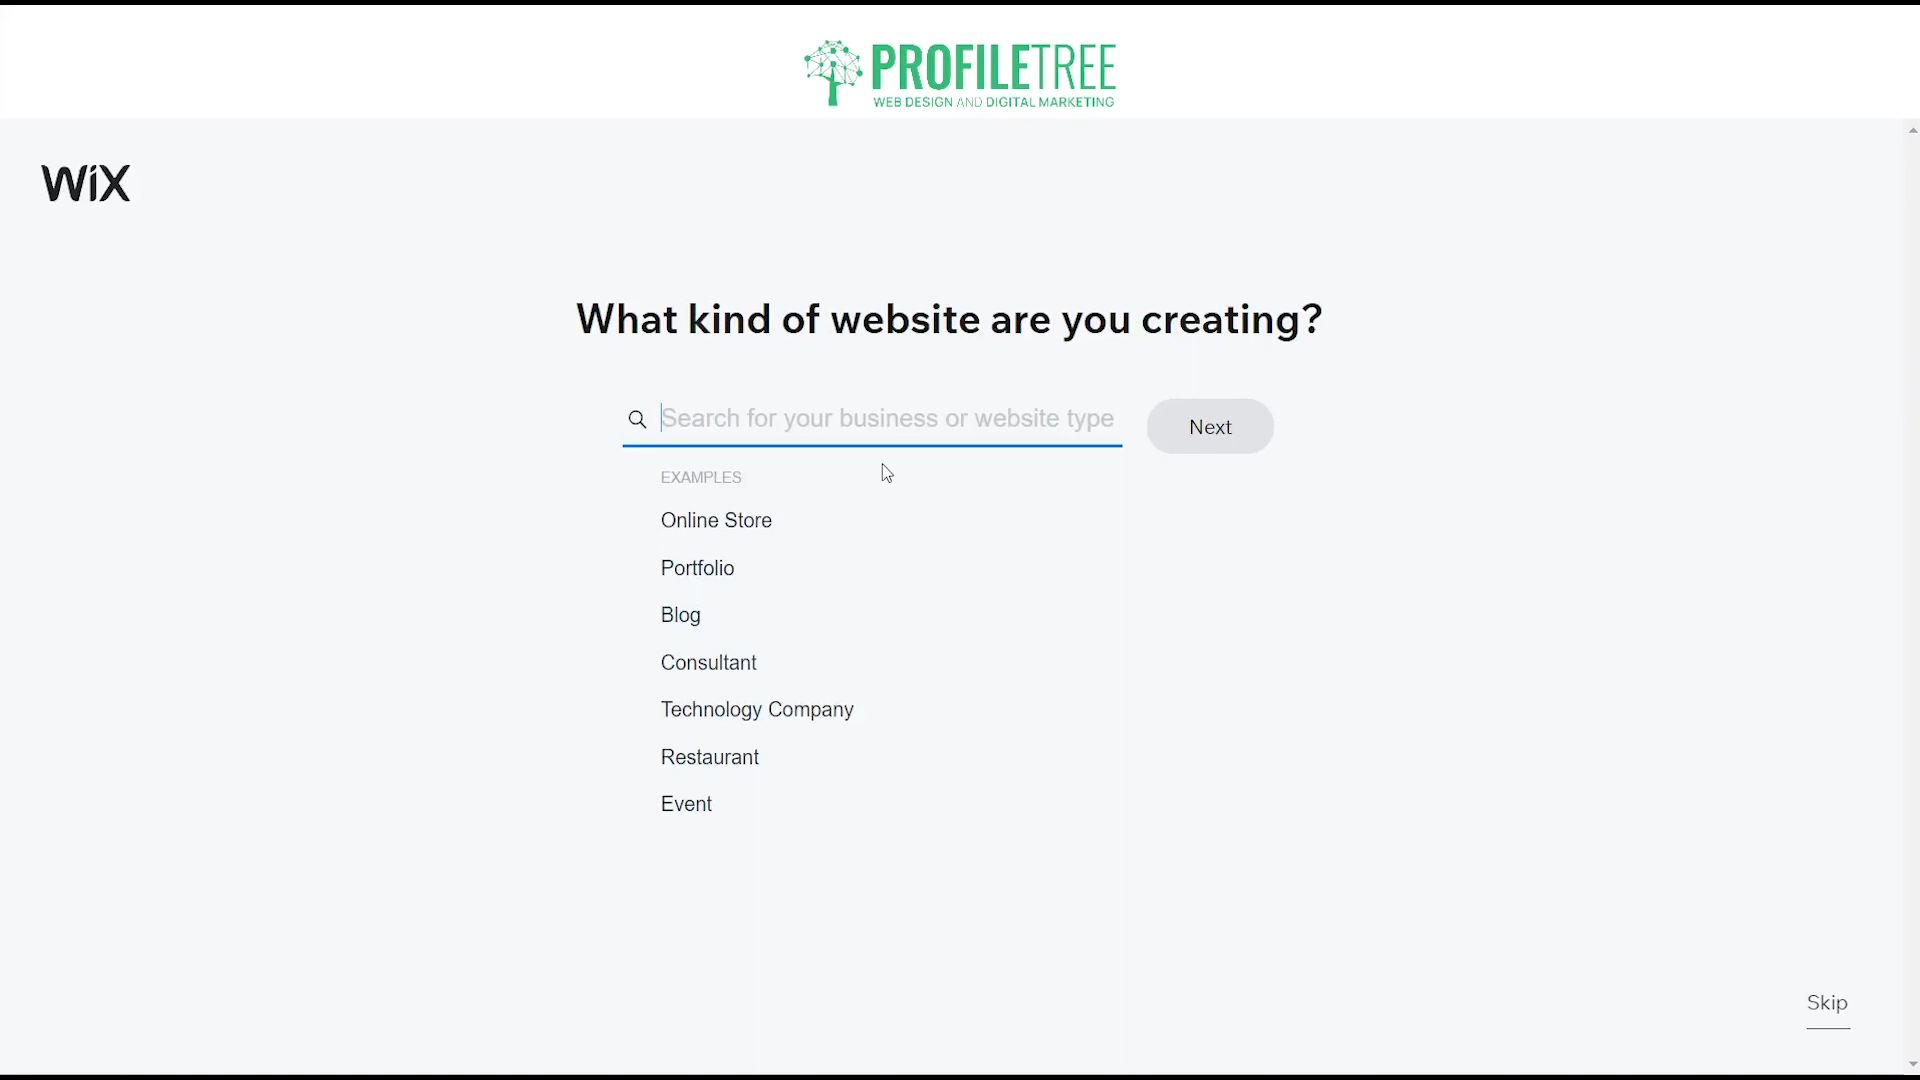 PROFILETREE
WEB DESIGN AND DIGITAL MARKETING
WiX
What kind of website are you creating?
Search for your business or website type
Next
EXAMPLES
Online Store
Portfolio
Blog
Consultant
Technology Company
Restaurant
Event
Skip